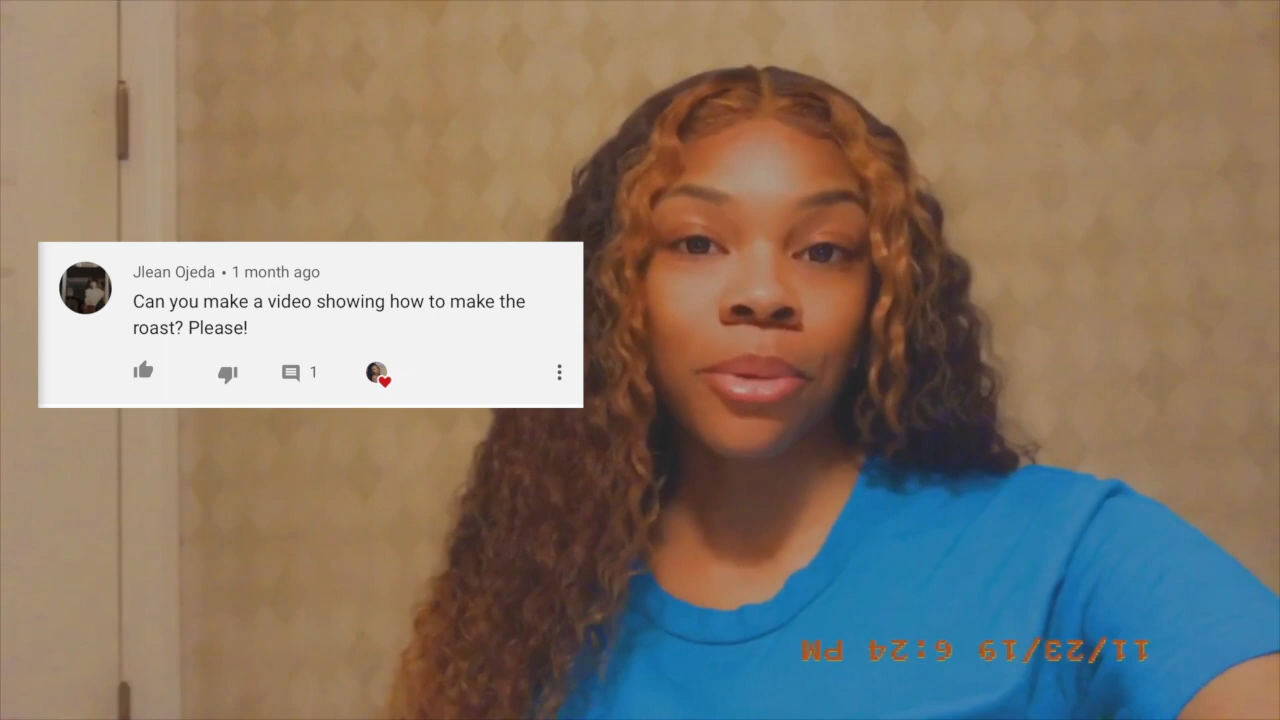 Jlean Ojeda • 1 month ago
Can you make a video showing how to make the
roast? Please!
1
11/23/19 6:24 PM